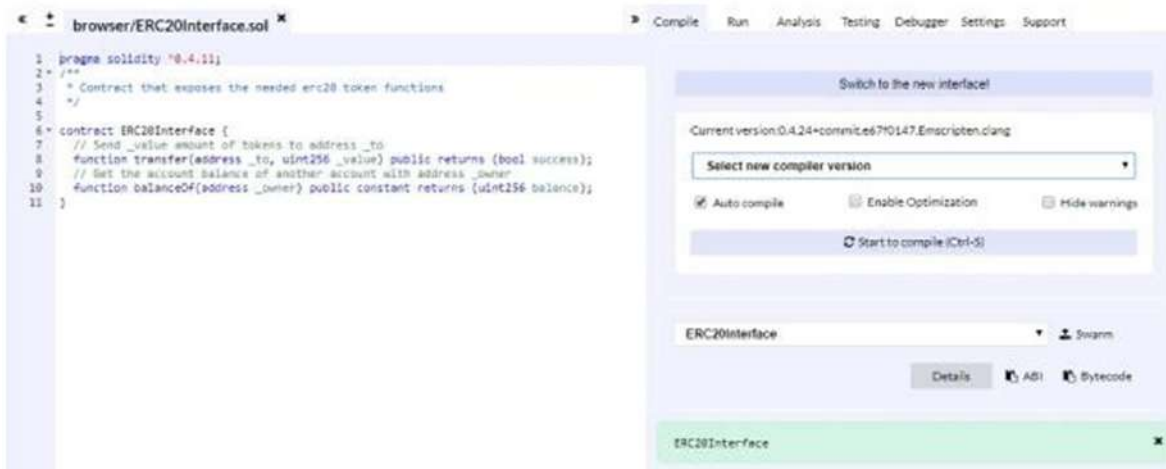 browser/ERC20Interface.sol
1 pragma solidity ^0.4.11;
2 /**
3 * Contract that exposes the needed erc20 token functions
4 */
5
6 contract ERC20Interface {
7 // Send _value amount of tokens to address _to
8 function transfer(address _to, uint256 _value) public returns (bool success);
9 // Get the account balance of another account with address _owner
10 function balanceOf(address _owner) public constant returns (uint256 balance);
11 }
Compile Run Analysis Testing Debugger Settings Support
Switch to the new interface!
Current version:0.4.24+commit.e67f0147.Emscripten.clang
Select new compiler version
Auto compile Enable Optimization Hide warnings
Start to compile (Ctrl-S)
ERC20Interface Swarm
Details ABI Bytecode
ERC20Interface